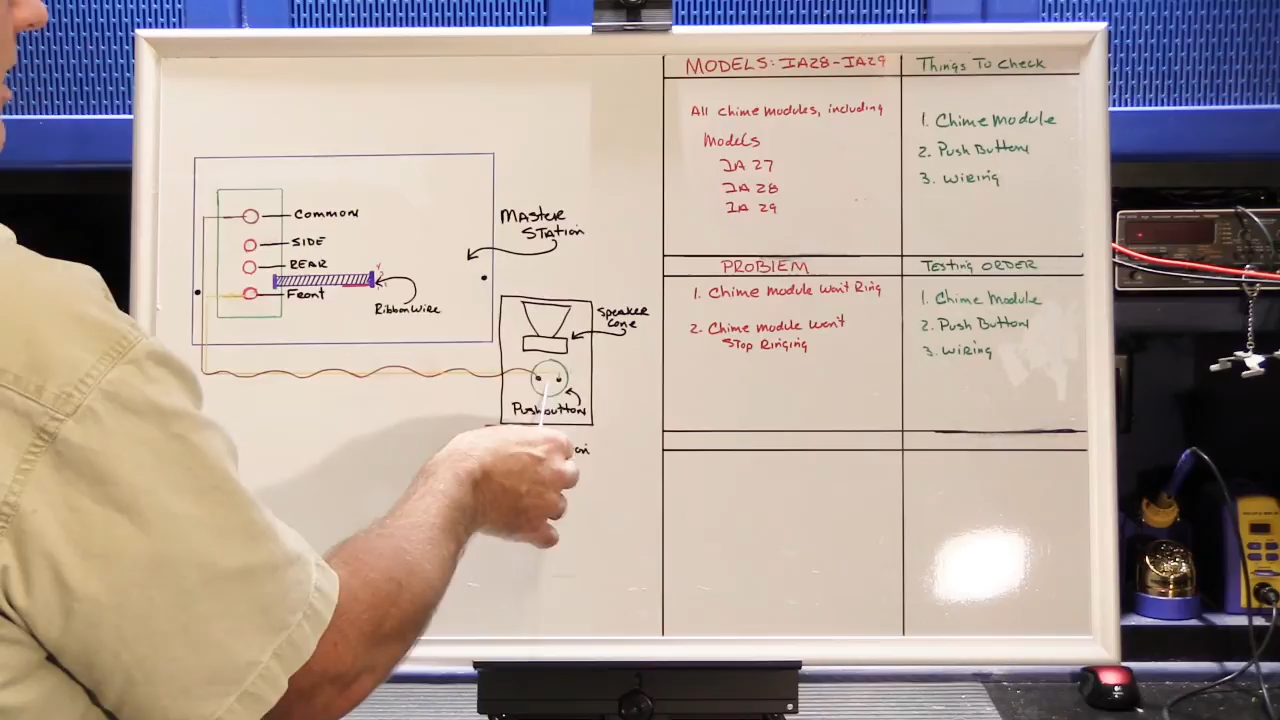 COMMON
SIDE
REAR
Front
Ribbon Wire
MASTER
STATION
Speaker
Cone
Pushbutton
on
MODELS: IA28-IA29
All chime modules, including
Models
IA 27
IA 28
IA 29
Things To Check
1. Chime Module
2. Push Button
3. Wiring
PROBLEM
1. Chime Module Won't Ring
2. Chime Module Won't
Stop Ringing
Testing ORDER
1. Chime Module
2. Push Button
3. Wiring